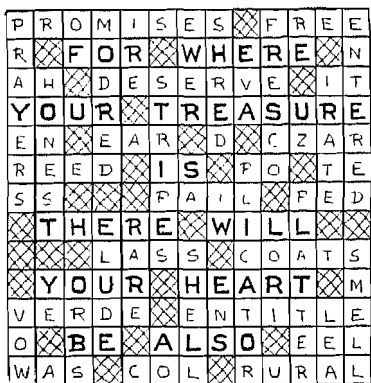 PROMISES FREE
R FOR WHERE N
AH DESERVE IT
YOUR TREASURE
EN EAR D CZAR
REED IS PO TE
SS PAIL FED
THERE WILL
LASS COATS
YOUR HEART M
VERDE ENTITLE
O BE ALSO EEL
WAS COL RURAL